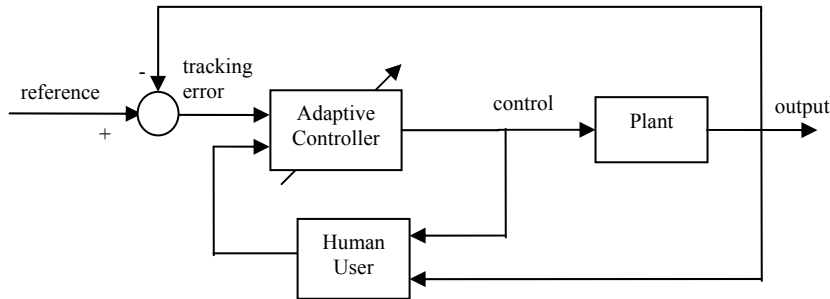 -
tracking
error
reference
+
Adaptive
Controller
control
Plant
output
Human
User